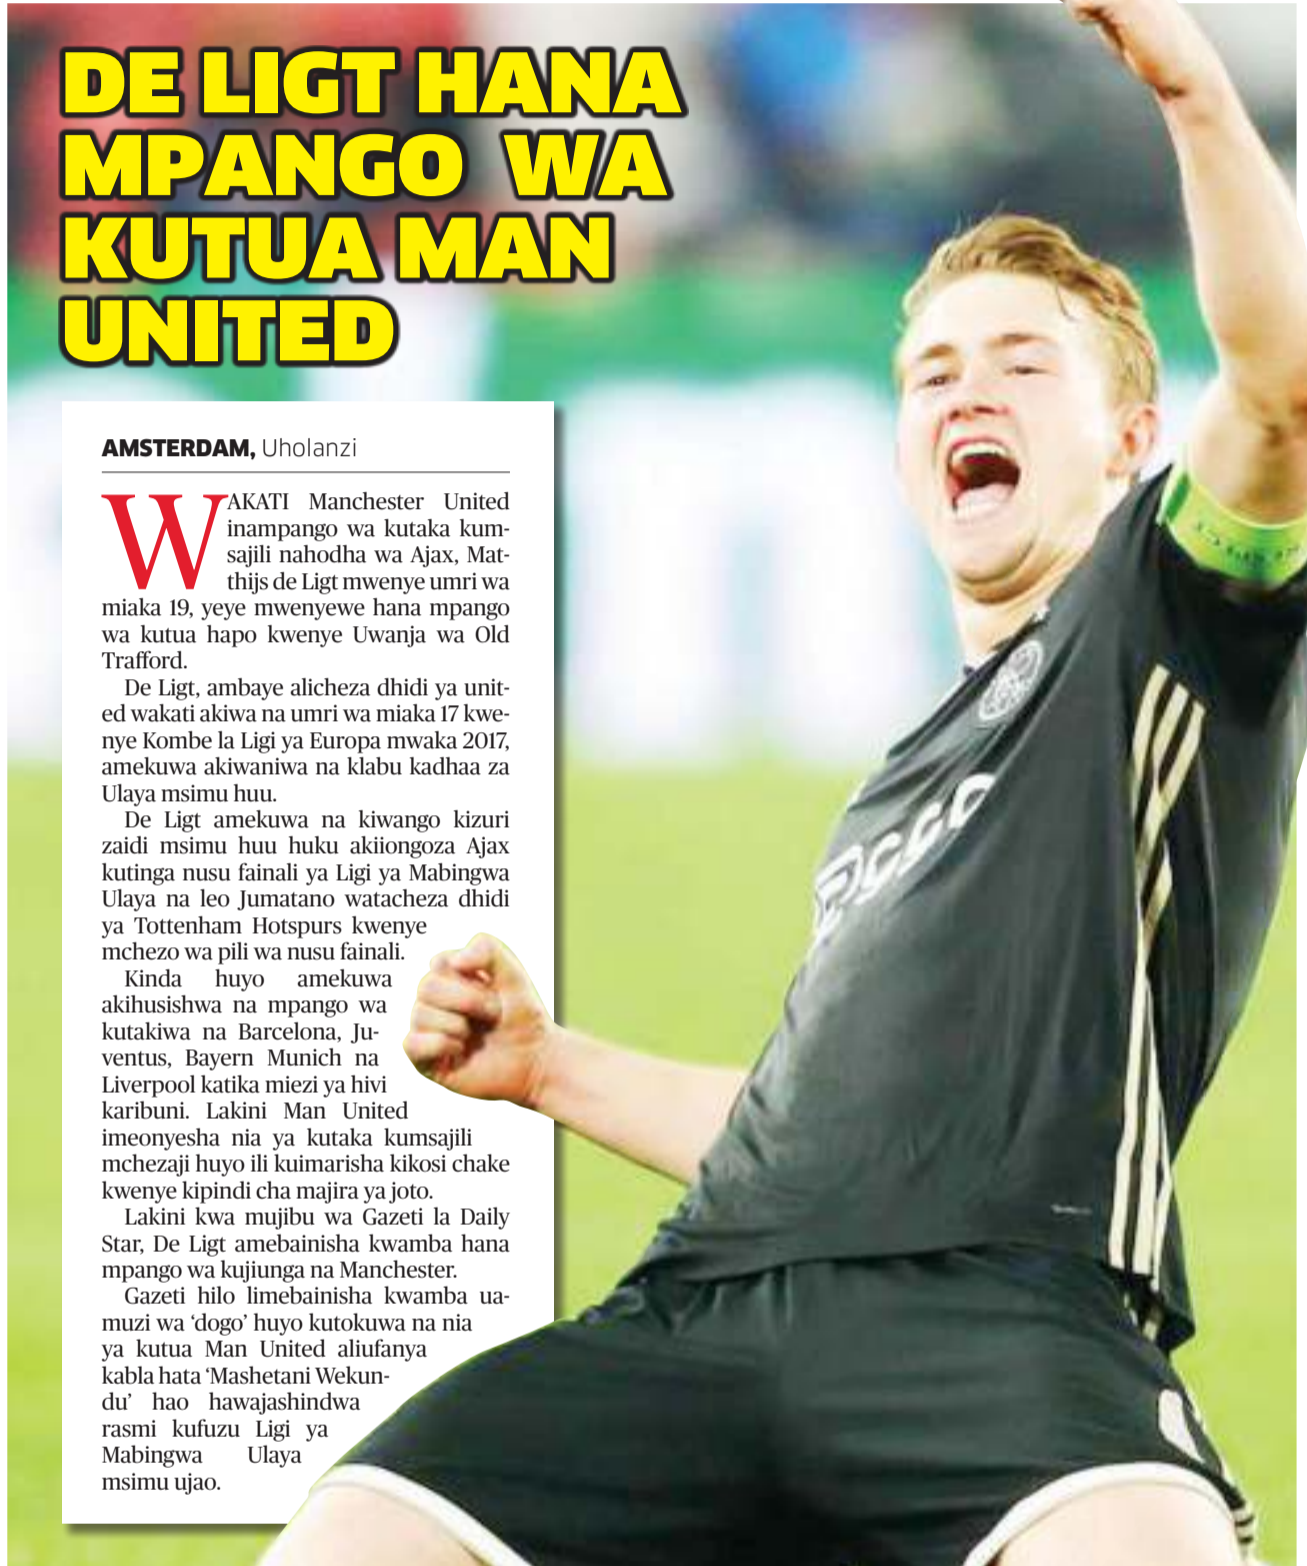 DE LIGT HANA
MPANGO WA
KUTUA MAN
UNITED
AMSTERDAM, Uholanzi
WAKATI Manchester United
inampango wa kutaka kum-
sajili nahodha wa Ajax, Mat-
thijs de Ligt mwenye umri wa
miaka 19, yeye mwenyewe hana mpango
wa kutua hapo kwenye Uwanja wa Old
Trafford.
De Ligt, ambaye alicheza dhidi ya unit-
ed wakati akiwa na umri wa miaka 17 kwe-
nye Kombe la Ligi ya Europa mwaka 2017,
amekuwa akiwaniwa na klabu kadhaa za
Ulaya msimu huu.
De Ligt amekuwa na kiwango kizuri
zaidi msimu huu huku akiiongoza Ajax
kutinga nusu fainali ya Ligi ya Mabingwa
Ulaya na leo Jumatano watacheza dhidi
ya Tottenham Hotspurs kwenye
mchezo wa pili wa nusu fainali.
Kinda huyo amekuwa
akihusishwa na mpango wa
kutakiwa na Barcelona, Ju-
ventus, Bayern Munich na
Liverpool katika miezi ya hivi
karibuni. Lakini Man United
imeonyesha nia ya kutaka kumsajili
mchezaji huyo ili kuimarisha kikosi chake
kwenye kipindi cha majira ya joto.
Lakini kwa mujibu wa Gazeti la Daily
Star, De Ligt amebainisha kwamba hana
mpango wa kujiunga na Manchester.
Gazeti hilo limebainisha kwamba ua-
muzi wa ‘dogo’ huyo kutokuwa na nia
ya kutua Man United aliufanya
kabla hata ‘Mashetani Wekun-
du’ hao hawajashindwa
rasmi kufuzu Ligi ya
Mabingwa Ulaya
msimu ujao.